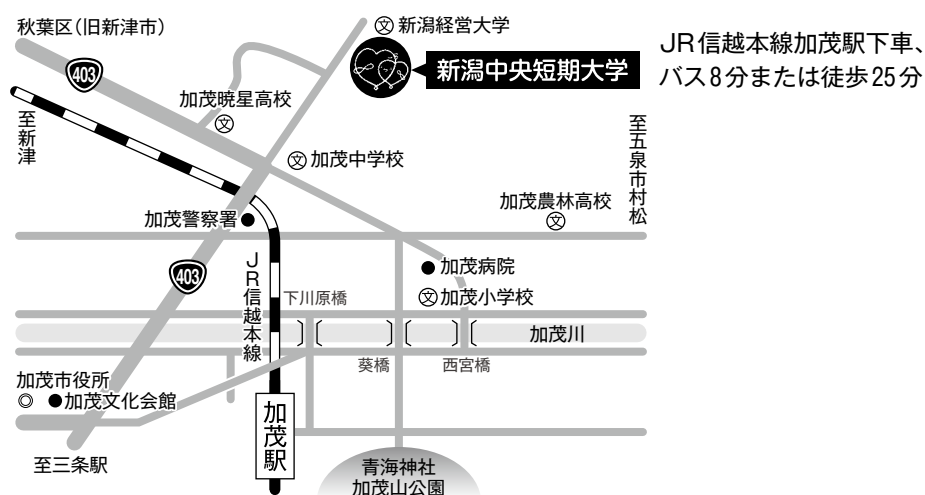 秋葉区（旧新津市）
㊛新潟経営大学
新潟中央短期大学
JR信越本線加茂駅下車、
バス8分または徒歩25分
403
加茂暁星高校
文
至新津
文加茂中学校
至五泉市村松
加茂農林高校
文
加茂警察署
403
JR信越本線
加茂病院
文加茂小学校
下川原橋
加茂川
葵橋
西宮橋
加茂市役所
◎ ●加茂文化会館
加茂駅
至三条駅
青海神社
加茂山公園